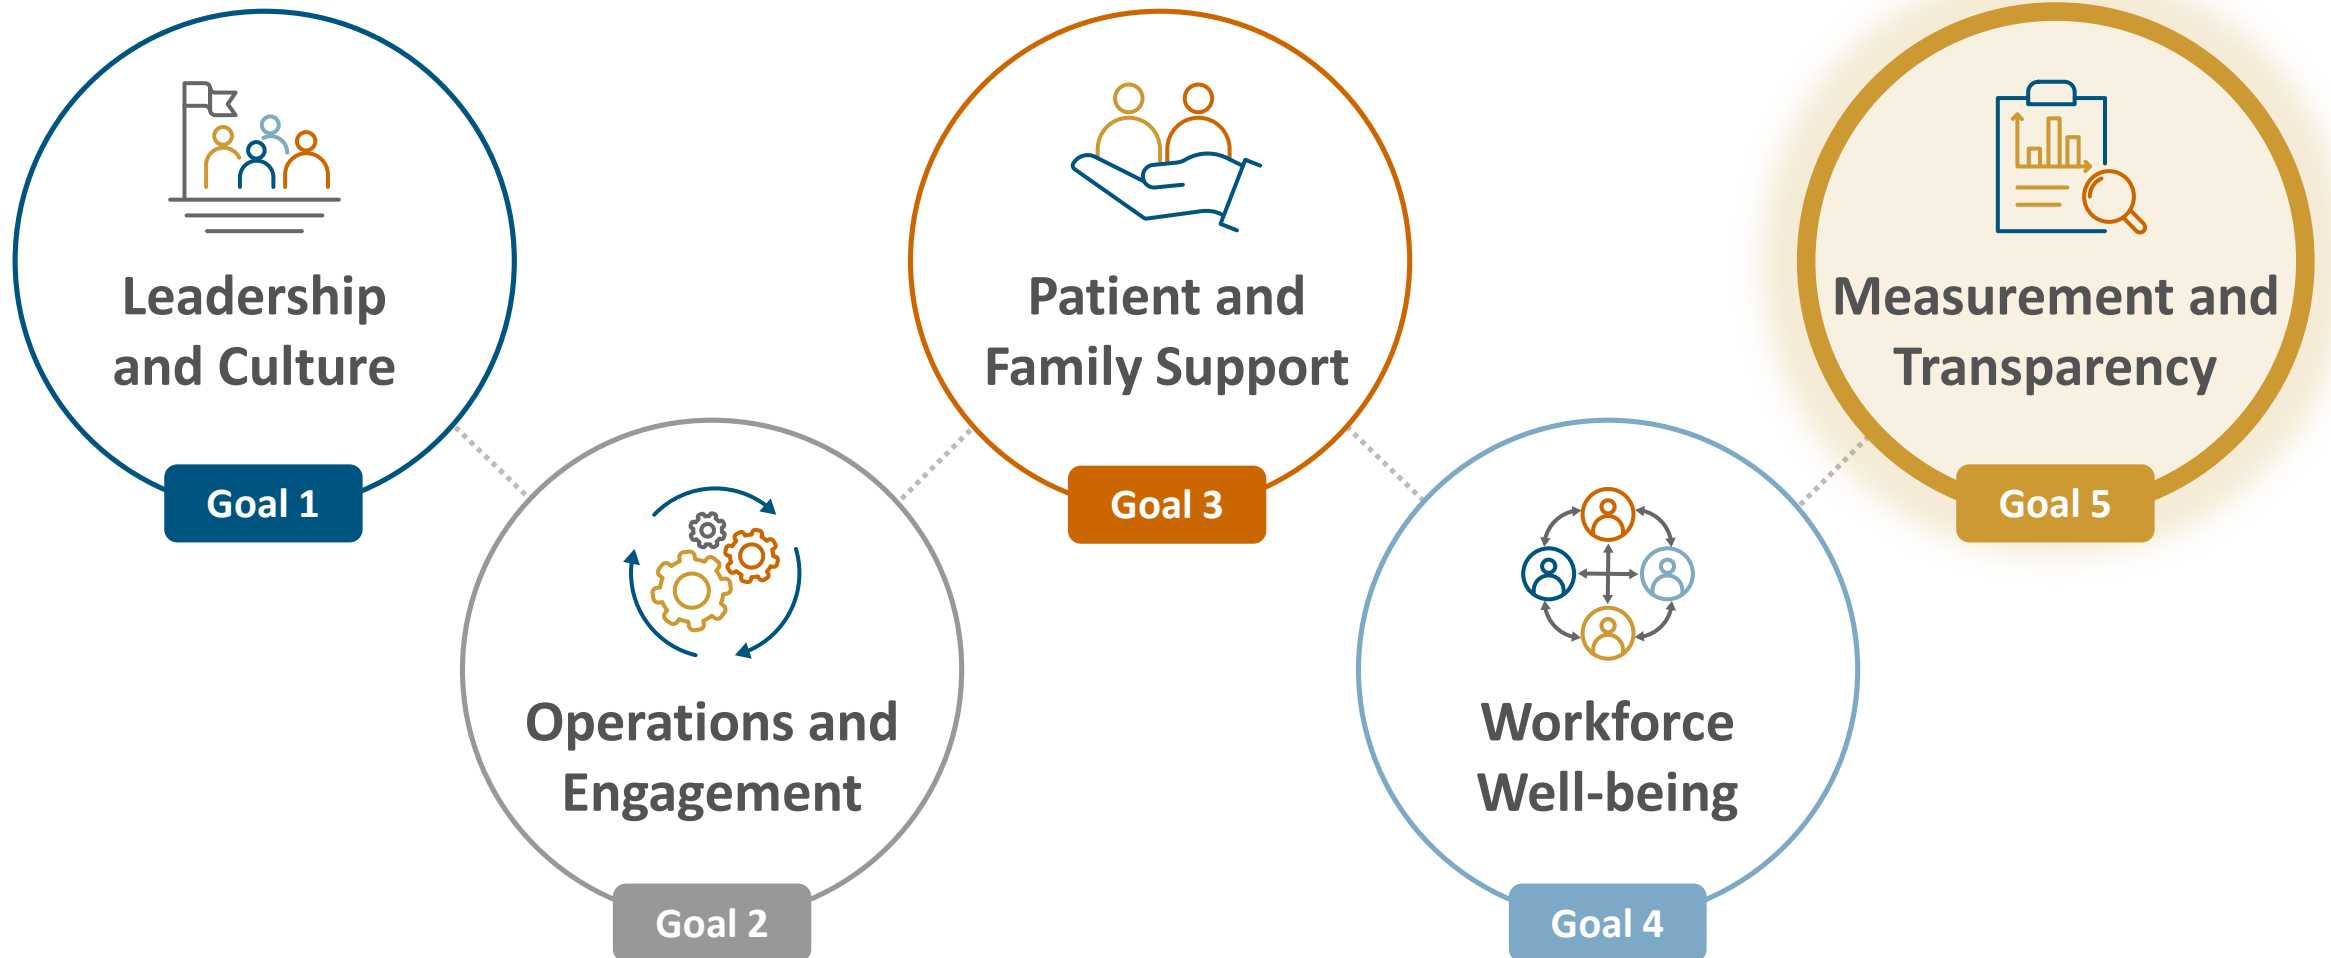 Leadership
and Culture
Goal 1
Operations and
Engagement
Goal 2
Patient and
Family Support
Goal 3
Workforce
Well-being
Goal 4
Measurement and
Transparency
Goal 5